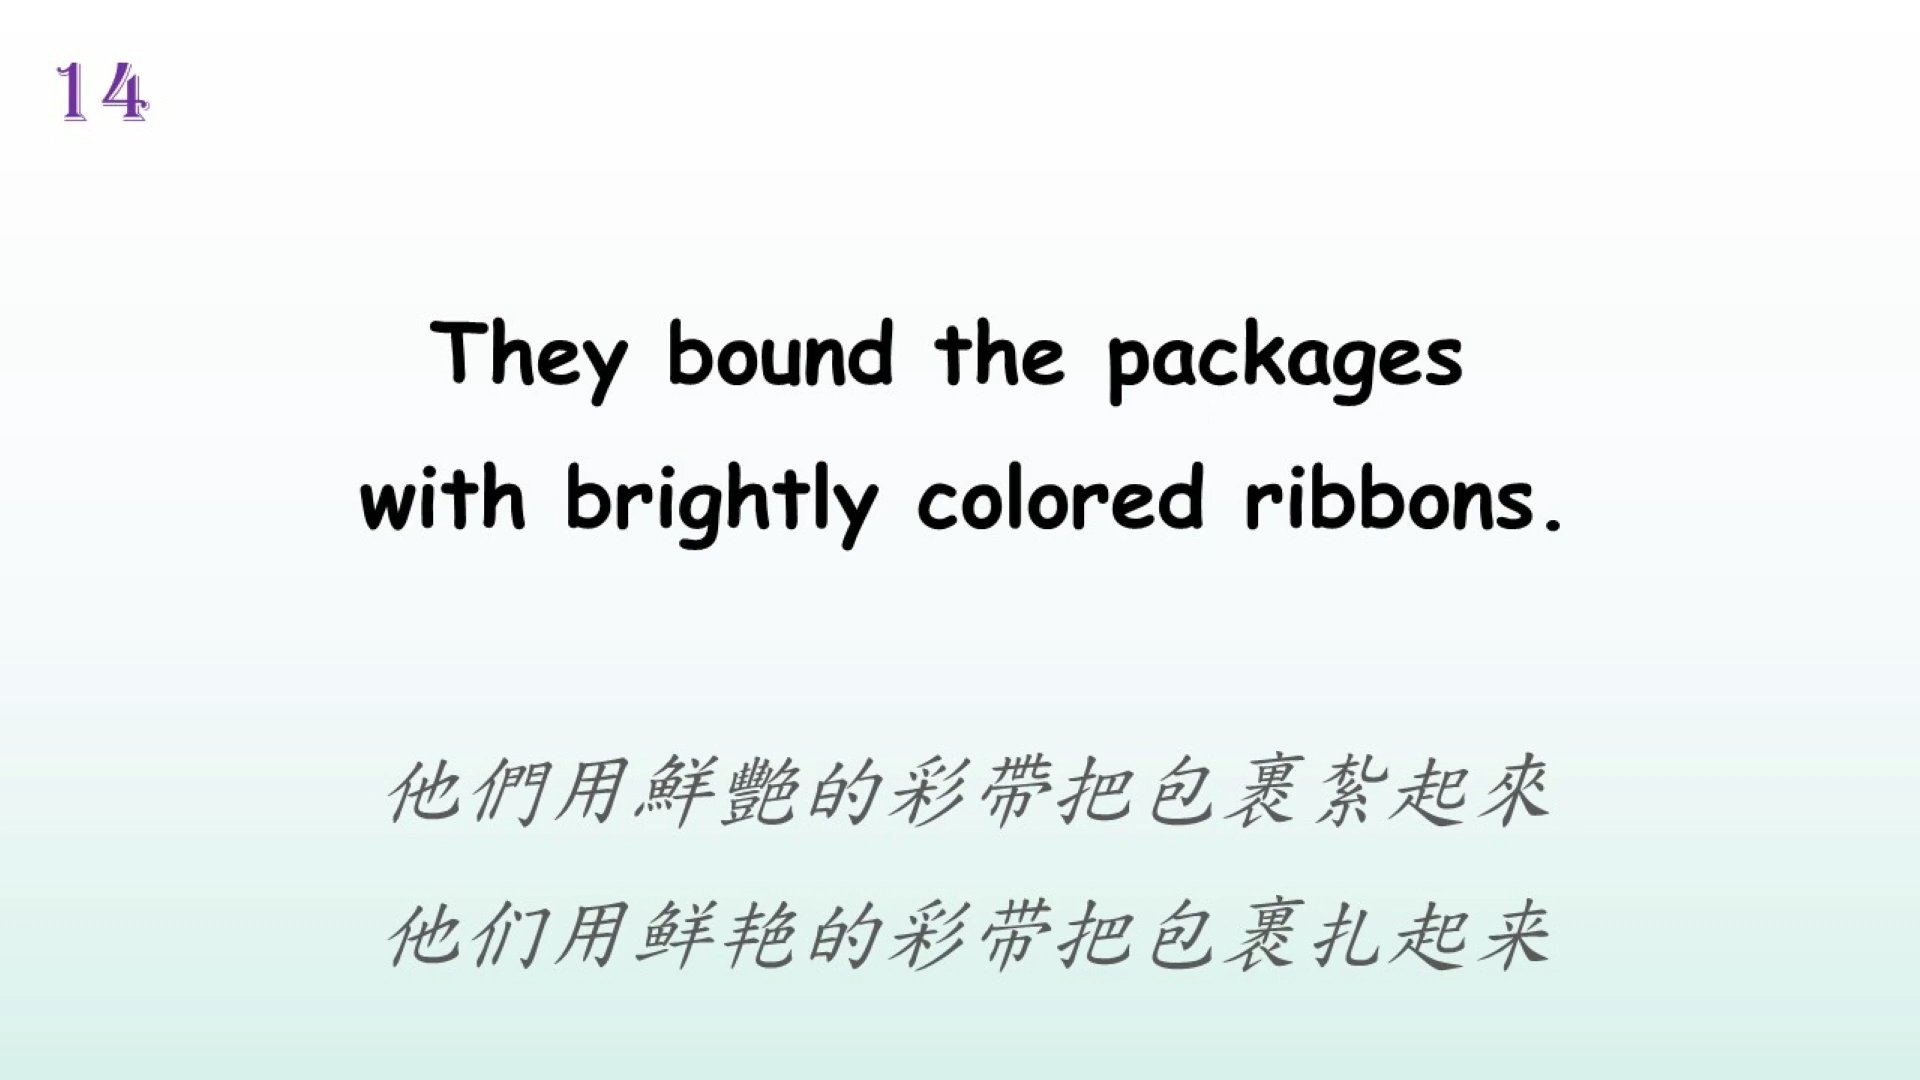 14
They bound the packages
with brightly colored ribbons.
他們用鮮艷的彩帶把包裹紮起來
他们用鲜艳的彩带把包裹扎起来